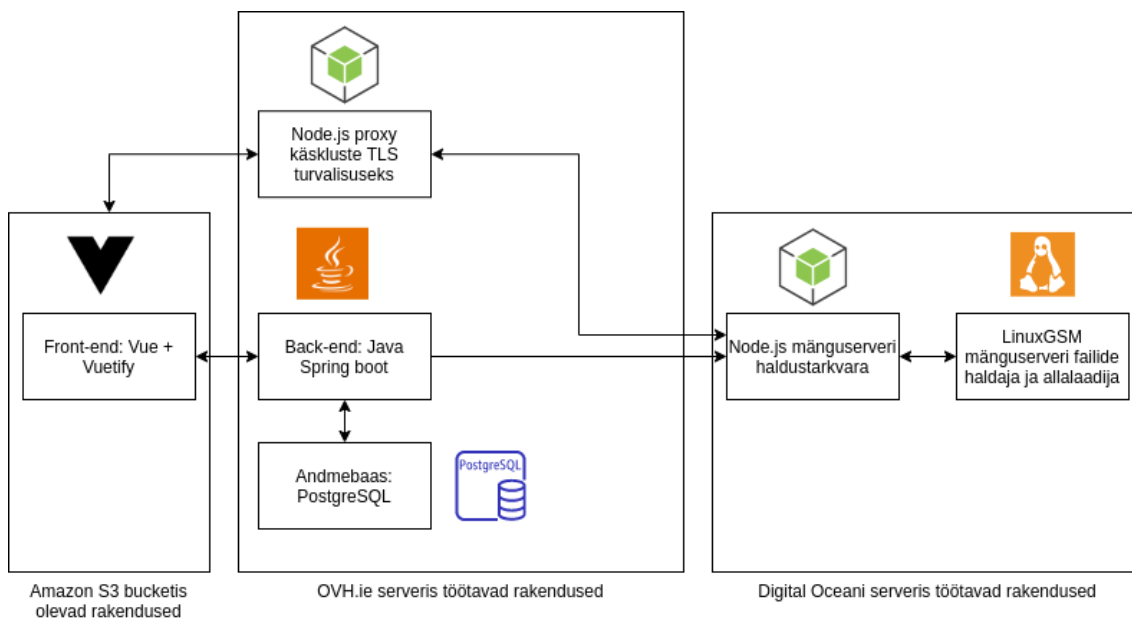 Node.js proxy
käskluste TLS
turvalisuseks
Front-end: Vue +
Vuetify
Back-end: Java
Spring boot
Node.js mänguserveri
haldustarkvara
LinuxGSM
mänguserveri failide
haldaja ja allalaadija
Andmebaas:
PostgreSQL
PostgreSQL
Amazon S3 bucketis
olevad rakendused
OVH.ie serveris töötavad rakendused
Digital Oceani serveris töötavad rakendused